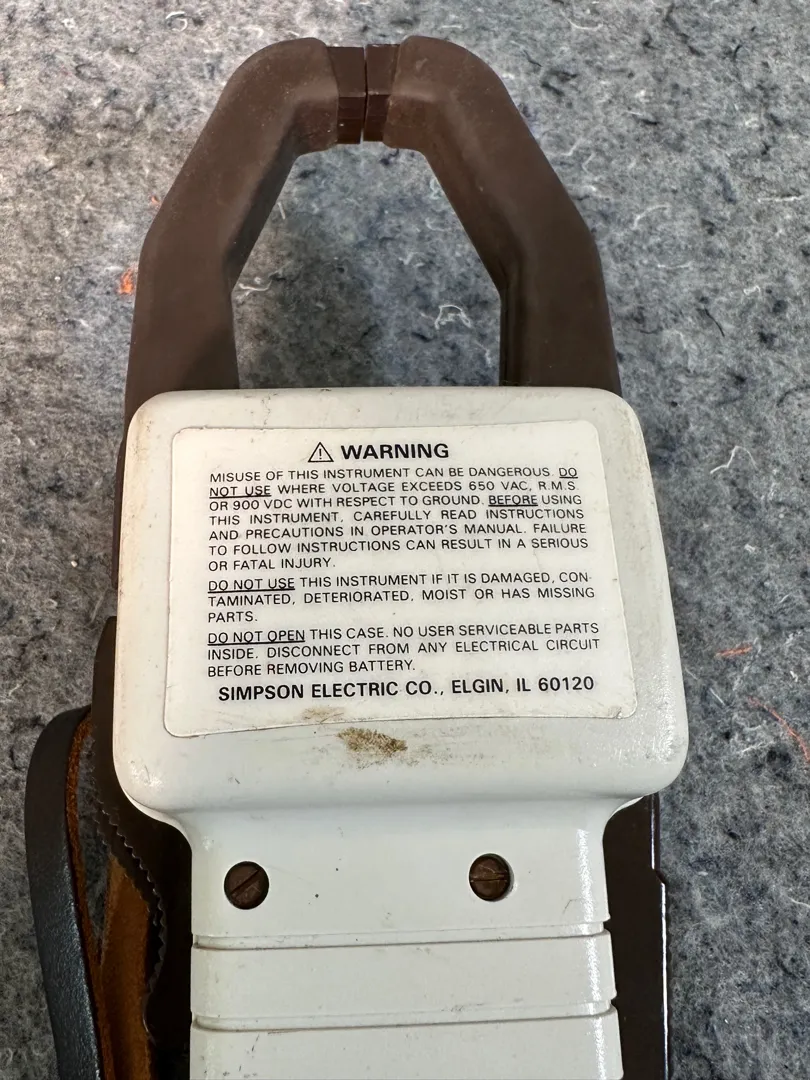 ⚠ WARNING
MISUSE OF THIS INSTRUMENT CAN BE DANGEROUS. DO
NOT USE WHERE VOLTAGE EXCEEDS 650 VAC, R.M.S.
OR 900 VDC WITH RESPECT TO GROUND. BEFORE USING
THIS INSTRUMENT, CAREFULLY READ INSTRUCTIONS
AND PRECAUTIONS IN OPERATOR'S MANUAL. FAILURE
TO FOLLOW INSTRUCTIONS CAN RESULT IN A SERIOUS
OR FATAL INJURY.
DO NOT USE THIS INSTRUMENT IF IT IS DAMAGED, CON-
TAMINATED, DETERIORATED, MOIST OR HAS MISSING
PARTS.
DO NOT OPEN THIS CASE. NO USER SERVICEABLE PARTS
INSIDE. DISCONNECT FROM ANY ELECTRICAL CIRCUIT
BEFORE REMOVING BATTERY.
SIMPSON ELECTRIC CO., ELGIN, IL 60120